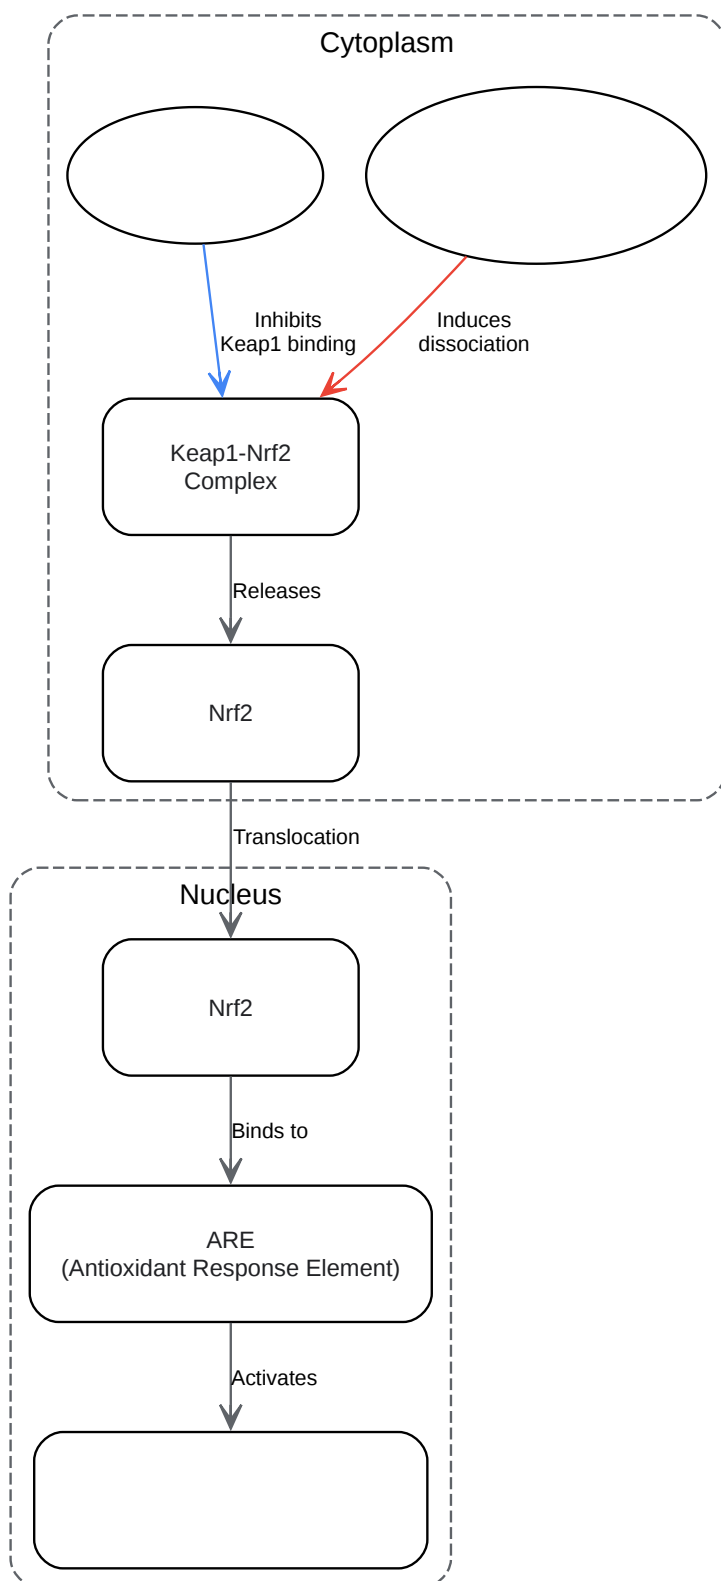 Cytoplasm
Inhibits
Keap1 binding
Induces
dissociation
Keap1-Nrf2
Complex
Releases
Nrf2
Translocation
Nucleus
Nrf2
Binds to
ARE
(Antioxidant Response Element)
Activates